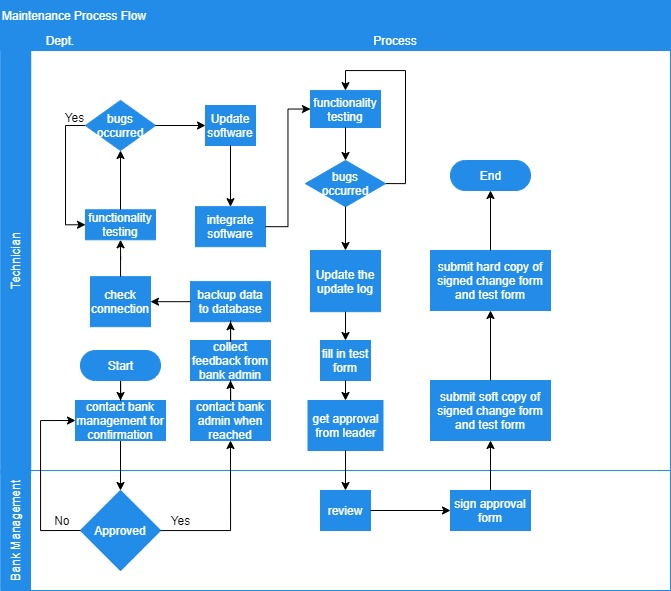 Maintenance Process Flow
Dept.
Process
Technician
Bank Management
Start
contact bank
management for
confirmation
Approved
No
Yes
contact bank
admin when
reached
collect
feedback from
bank admin
backup data
to database
check
connection
functionality
testing
bugs
occurred
Yes
Update
software
integrate
software
functionality
testing
bugs
occurred
Update the
update log
fill in test
form
get approval
from leader
review
sign approval
form
submit soft copy of
signed change form
and test form
submit hard copy of
signed change form
and test form
End